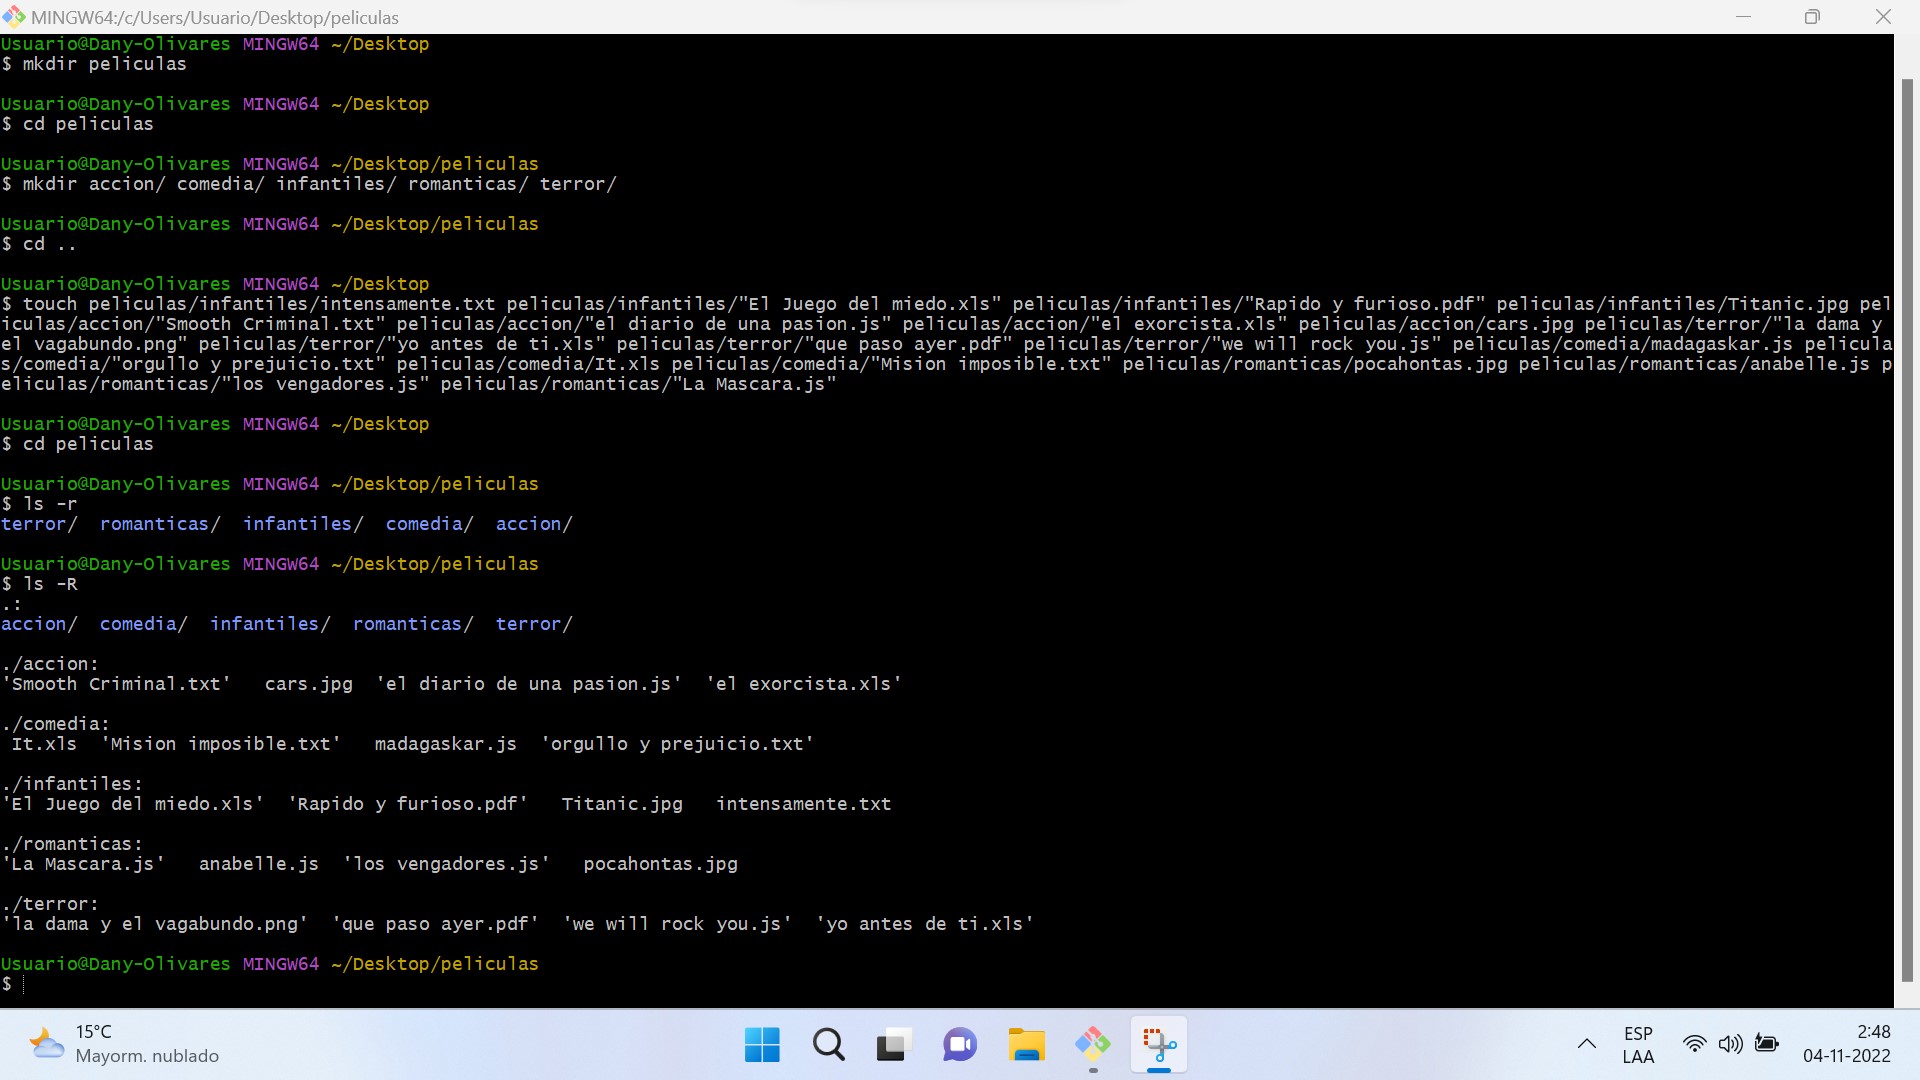 MINGW64:/c/Users/Usuario/Desktop/peliculas
Usuario@Dany-Olivares MINGW64 ~/Desktop
$ mkdir peliculas
Usuario@Dany-Olivares MINGW64 ~/Desktop
$ cd peliculas
Usuario@Dany-Olivares MINGW64 ~/Desktop/peliculas
$ mkdir accion/ comedia/ infantiles/ romanticas/ terror/
Usuario@Dany-Olivares MINGW64 ~/Desktop/peliculas
$ cd ..
Usuario@Dany-Olivares MINGW64 ~/Desktop
$ touch peliculas/infantiles/intensamente.txt peliculas/infantiles/"El Juego del miedo.xls" peliculas/infantiles/"Rapido y furioso.pdf" peliculas/infantiles/Titanic.jpg pel
iculas/accion/"Smooth Criminal.txt" peliculas/accion/"el diario de una pasion.js" peliculas/accion/"el exorcista.xls" peliculas/accion/cars.jpg peliculas/terror/"la dama y
el vagabundo.png" peliculas/terror/"yo antes de ti.xls" peliculas/terror/"que paso ayer.pdf" peliculas/terror/"we will rock you.js" peliculas/comedia/madagaskar.js pelicula
s/comedia/"orgullo y prejuicio.txt" peliculas/comedia/It.xls peliculas/comedia/"Mision imposible.txt" peliculas/romanticas/pocahontas.jpg peliculas/romanticas/anabelle.js p
eliculas/romanticas/"los vengadores.js" peliculas/romanticas/"La Mascara.js"
Usuario@Dany-Olivares MINGW64 ~/Desktop
$ cd peliculas
Usuario@Dany-Olivares MINGW64 ~/Desktop/peliculas
$ ls -r
terror/ romanticas/ infantiles/ comedia/ accion/
Usuario@Dany-Olivares MINGW64 ~/Desktop/peliculas
$ ls -R
.:
accion/ comedia/ infantiles/ romanticas/ terror/
./accion:
'Smooth Criminal.txt' cars.jpg 'el diario de una pasion.js' 'el exorcista.xls'
./comedia:
It.xls 'Mision imposible.txt' madagaskar.js 'orgullo y prejuicio.txt'
./infantiles:
'El Juego del miedo.xls' 'Rapido y furioso.pdf' Titanic.jpg intensamente.txt
./romanticas:
'La Mascara.js' anabelle.js 'los vengadores.js' pocahontas.jpg
./terror:
'la dama y el vagabundo.png' 'que paso ayer.pdf' 'we will rock you.js' 'yo antes de ti.xls'
Usuario@Dany-Olivares MINGW64 ~/Desktop/peliculas
$
15°C
Mayorm. nublado
ESP
LAA
2:48
04-11-2022